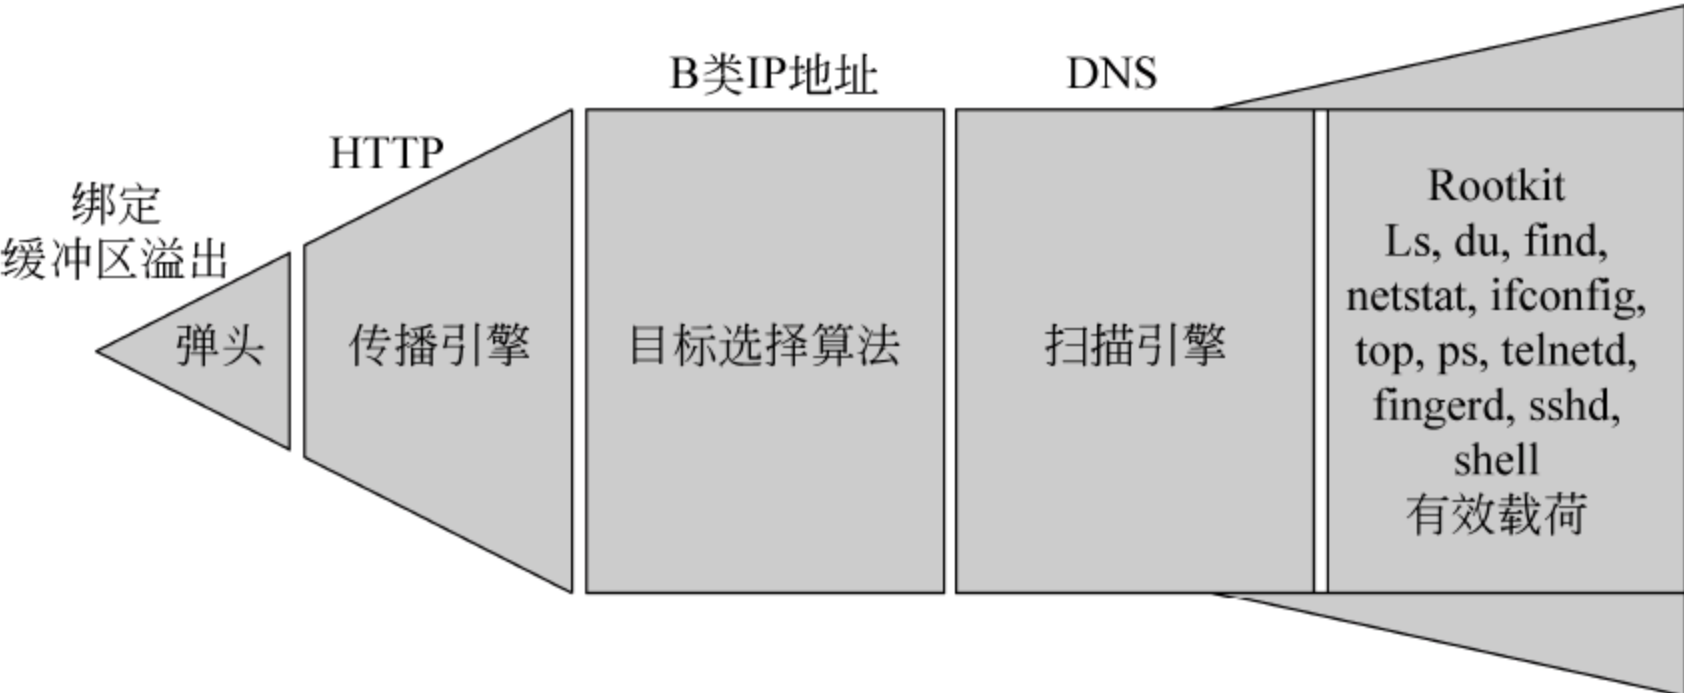 绑定
缓冲区溢出
弹头
HTTP
传播引擎
B类IP地址
目标选择算法
DNS
扫描引擎
Rootkit
Ls, du, find,
netstat, ifconfig,
top, ps, telnetd,
fingerd, sshd,
shell
有效载荷